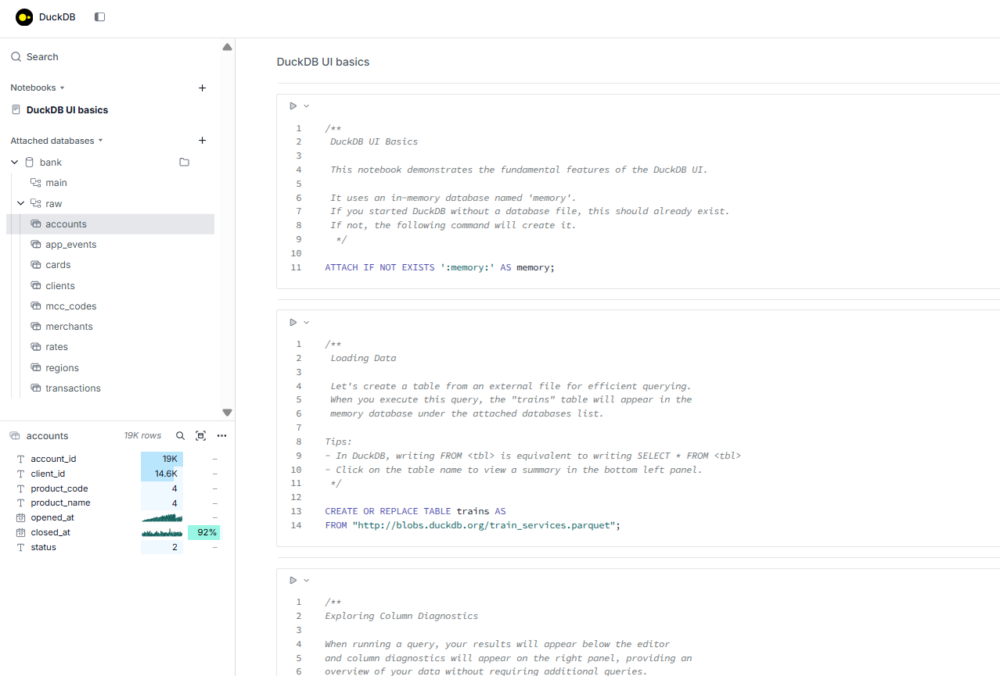 DuckDB
Search
Notebooks
DuckDB UI basics
Attached databases
bank
main
raw
accounts
app_events
cards
clients
mcc_codes
merchants
rates
regions
transactions
accounts 19K rows
account_id 19K –
client_id 14.6K –
product_code 4 –
product_name 4 –
opened_at –
closed_at 92%
status 2 –
DuckDB UI basics
1 /**
2 DuckDB UI Basics
3
4 This notebook demonstrates the fundamental features of the DuckDB UI.
5
6 It uses an in-memory database named 'memory'.
7 If you started DuckDB without a database file, this should already exist.
8 If not, the following command will create it.
9 */
10
11 ATTACH IF NOT EXISTS ':memory:' AS memory;
1 /**
2 Loading Data
3
4 Let's create a table from an external file for efficient querying.
5 When you execute this query, the "trains" table will appear in the
6 memory database under the attached databases list.
7
8 Tips:
9 - In DuckDB, writing FROM <tbl> is equivalent to writing SELECT * FROM <tbl>
10 - Click on the table name to view a summary in the bottom left panel.
11 */
12
13 CREATE OR REPLACE TABLE trains AS
14 FROM "http://blobs.duckdb.org/train_services.parquet";
1 /**
2 Exploring Column Diagnostics
3
4 When running a query, your results will appear below the editor
5 and column diagnostics will appear on the right panel, providing an
6 overview of your data without requiring additional queries.